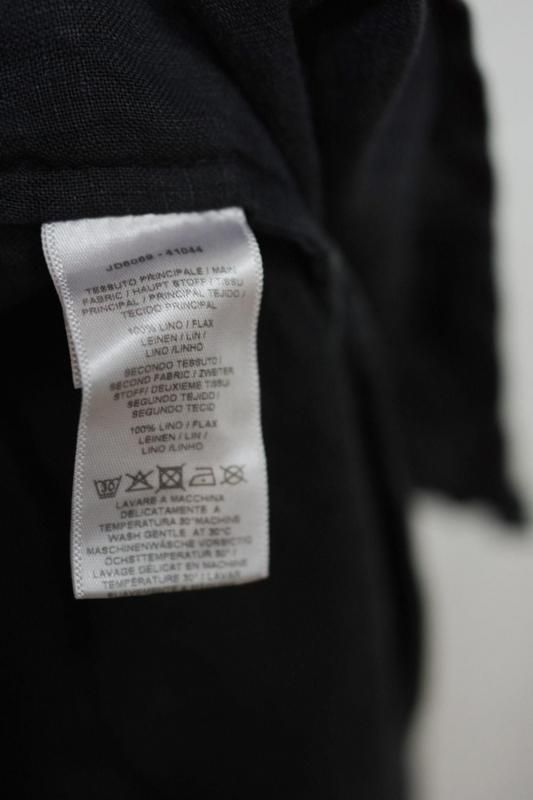 JD6069 - 41044
TESSUTO PRINCIPALE / MAIN
FABRIC / HAUPT STOFF / TISSU
PRINCIPAL / PRINCIPAL TEJIDO /
TECIDO PRINCIPAL
100% LINO / FLAX
LEINEN / LIN /
LINO /LINHO
SECONDO TESSUTO /
SECOND FABRIC / ZWEITER
STOFF/ DEUXIEME TISSU
SEGUNDO TEJIDO /
SEGUNDO TECID
100% LINO / FLAX
LEINEN / LIN /
LINO /LINHO
30
LAVARE A MACCHINA
DELICATAMENTE A
TEMPERATURA 30°MACHINE
WASH GENTLE AT 30°C
MASCHINENWÄSCHE VORSICTIG
ÖCHSTTEMPERATUR 30° /
LAVAGE DELICAT EN MACHINE
TEMPÉRATURE 30° / LAVAR
SUAVEMENTE A